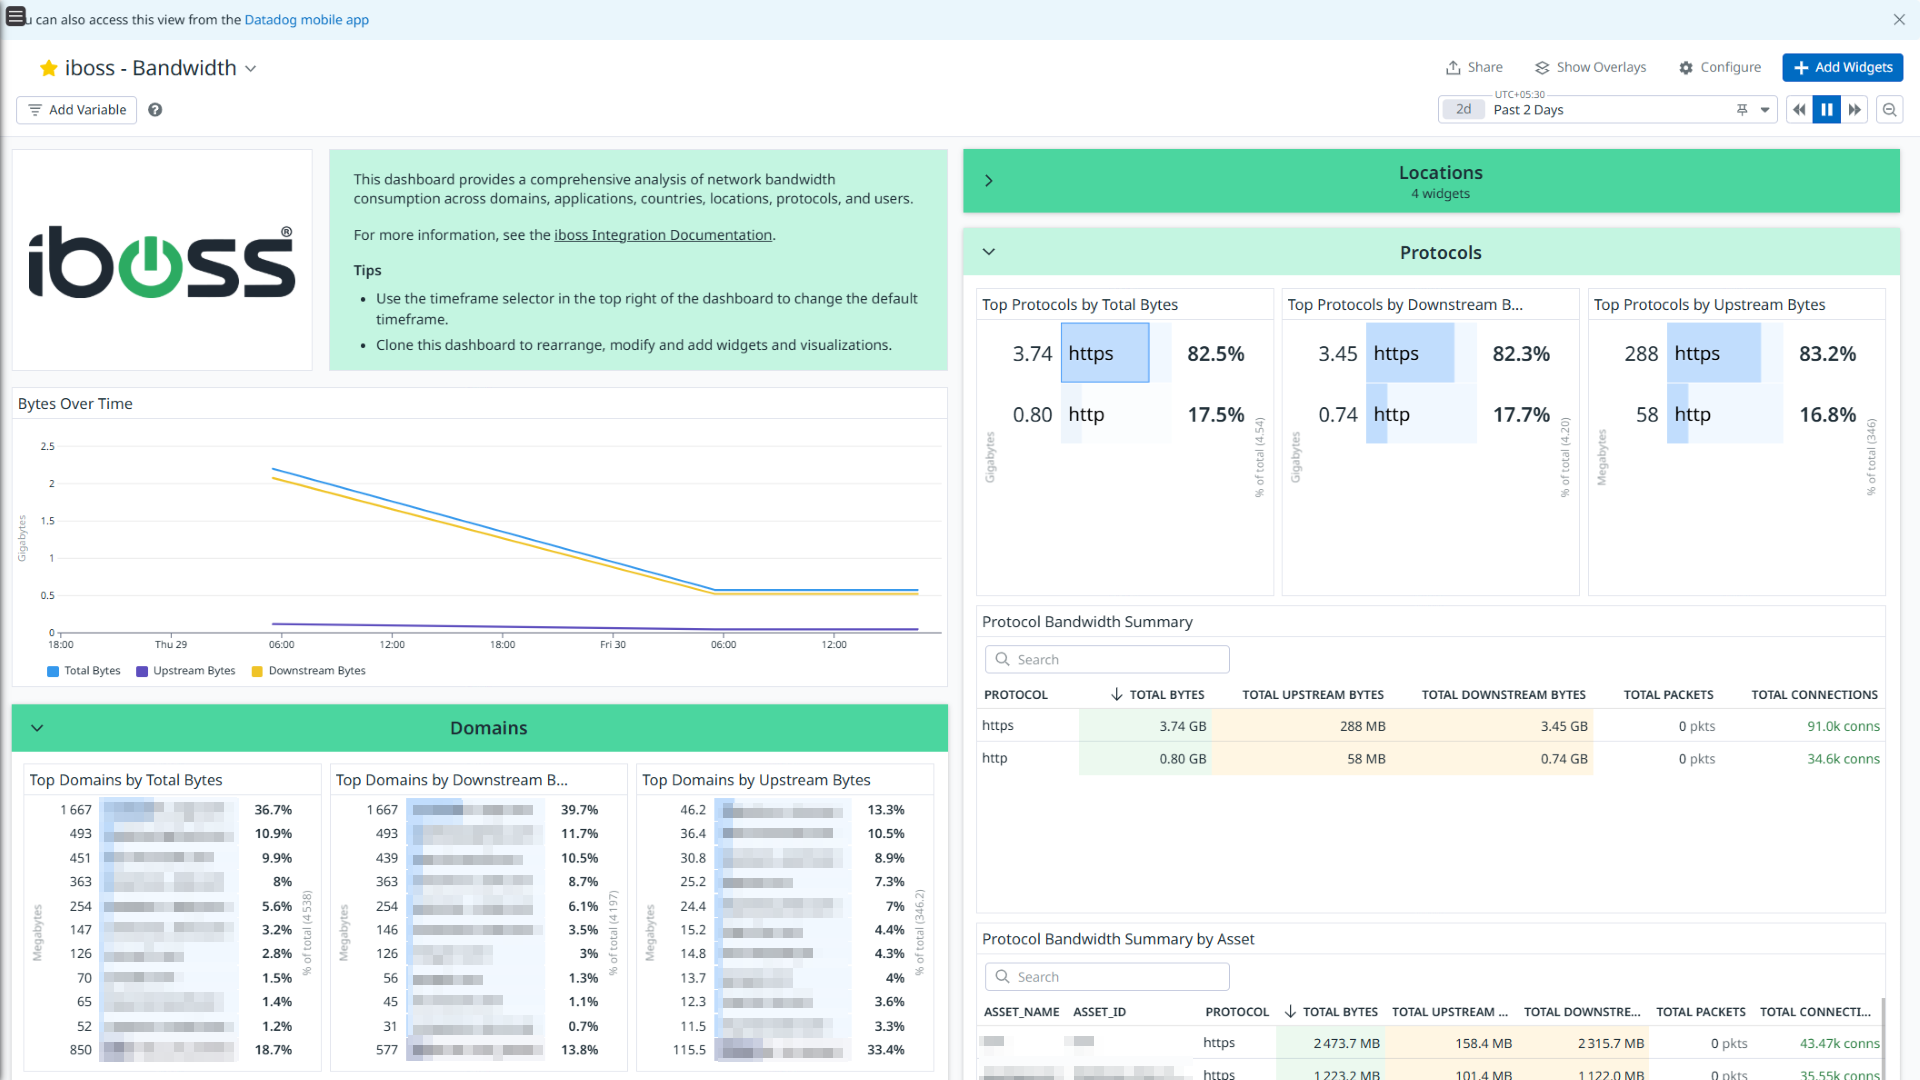 u can also access this view from the Datadog mobile app
iboss - Bandwidth
Share
Show Overlays
Configure
Add Widgets
Add Variable
UTC+05:30
2d
Past 2 Days
iboss®
This dashboard provides a comprehensive analysis of network bandwidth
consumption across domains, applications, countries, locations, protocols, and users.
For more information, see the iboss Integration Documentation.
Tips
• Use the timeframe selector in the top right of the dashboard to change the default
timeframe.
• Clone this dashboard to rearrange, modify and add widgets and visualizations.
Bytes Over Time
Gigabytes
2.5
2
1.5
1
0.5
0
18:00 Thu 29 06:00 12:00 18:00 Fri 30 06:00 12:00
Total Bytes Upstream Bytes Downstream Bytes
Domains
Top Domains by Total Bytes
1 667 36.7%
493 10.9%
451 9.9%
363 8%
254 5.6%
147 3.2%
126 2.8%
70 1.5%
65 1.4%
52 1.2%
850 18.7%
Megabytes
% of total (4 538)
Top Domains by Downstream B...
1 667 39.7%
493 11.7%
439 10.5%
363 8.7%
254 6.1%
146 3.5%
126 3%
56 1.3%
45 1.1%
31 0.7%
577 13.8%
Megabytes
% of total (4 197)
Top Domains by Upstream Bytes
46.2 13.3%
36.4 10.5%
30.8 8.9%
25.2 7.3%
24.4 7%
15.2 4.4%
14.8 4.3%
13.7 4%
12.3 3.6%
11.5 3.3%
115.5 33.4%
Megabytes
% of total (346.2)
Locations
4 widgets
Protocols
Top Protocols by Total Bytes
3.74 https 82.5%
0.80 http 17.5%
Gigabytes
% of total (4.54)
Top Protocols by Downstream B...
3.45 https 82.3%
0.74 http 17.7%
Gigabytes
% of total (4.20)
Top Protocols by Upstream Bytes
288 https 83.2%
58 http 16.8%
Megabytes
% of total (346)
Protocol Bandwidth Summary
Search
PROTOCOL TOTAL BYTES TOTAL UPSTREAM BYTES TOTAL DOWNSTREAM BYTES TOTAL PACKETS TOTAL CONNECTIONS
https 3.74 GB 288 MB 3.45 GB 0 pkts 91.0k conns
http 0.80 GB 58 MB 0.74 GB 0 pkts 34.6k conns
Protocol Bandwidth Summary by Asset
Search
ASSET_NAME ASSET_ID PROTOCOL TOTAL BYTES TOTAL UPSTREAM ... TOTAL DOWNSTRE... TOTAL PACKETS TOTAL CONNECTI...
https 2 473.7 MB 158.4 MB 2 315.7 MB 0 pkts 43.47k conns
https 1 223.2 MB 101.4 MB 1 122.0 MB 0 pkts 35.55k conns